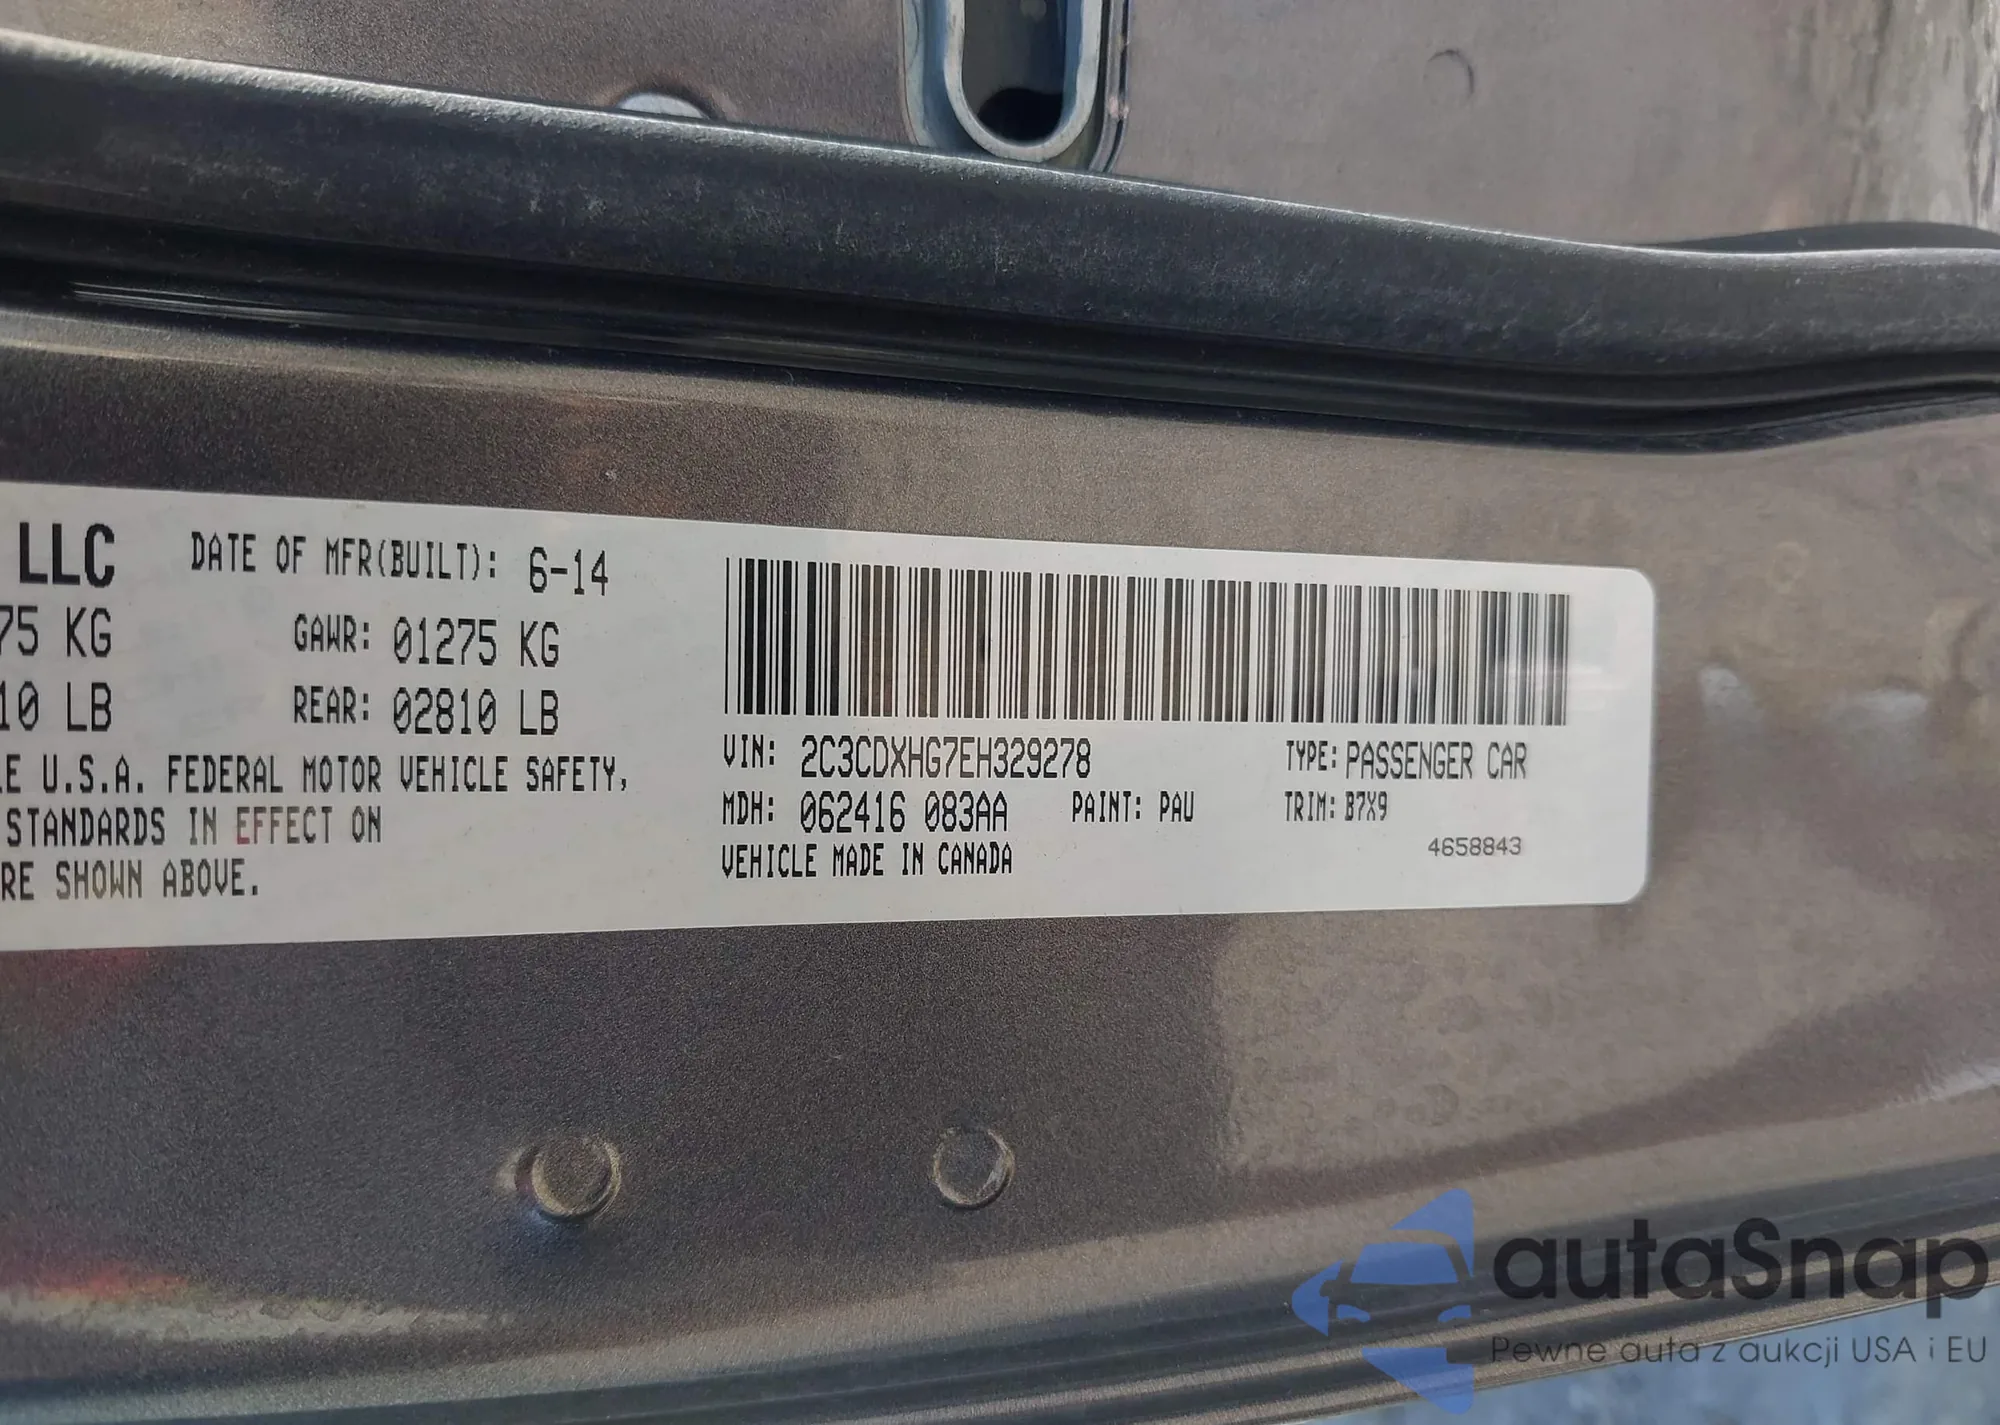 LLC DATE OF MFR(BUILT): 6-14
75 KG GAWR: 01275 KG
10 LB REAR: 02810 LB
E U.S.A. FEDERAL MOTOR VEHICLE SAFETY,
STANDARDS IN EFFECT ON
RE SHOWN ABOVE.
VIN: 2C3CDXHG7EH329278 TYPE: PASSENGER CAR
MDH: 062416 083AA PAINT: PAU TRIM: B7X9
VEHICLE MADE IN CANADA 4658843
autaSnap
Pewne auta z aukcji USA i EU